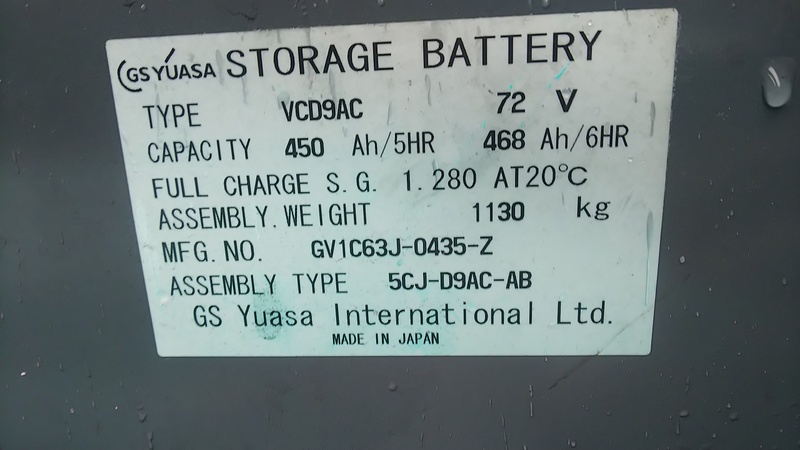 GS YUASA STORAGE BATTERY
TYPE VCD9AC 72 V
CAPACITY 450 Ah/5HR 468 Ah/6HR
FULL CHARGE S.G. 1.280 AT20℃
ASSEMBLY.WEIGHT 1130 kg
MFG.NO. GV1C63J-0435-Z
ASSEMBLY TYPE 5CJ-D9AC-AB
GS Yuasa International Ltd.
MADE IN JAPAN